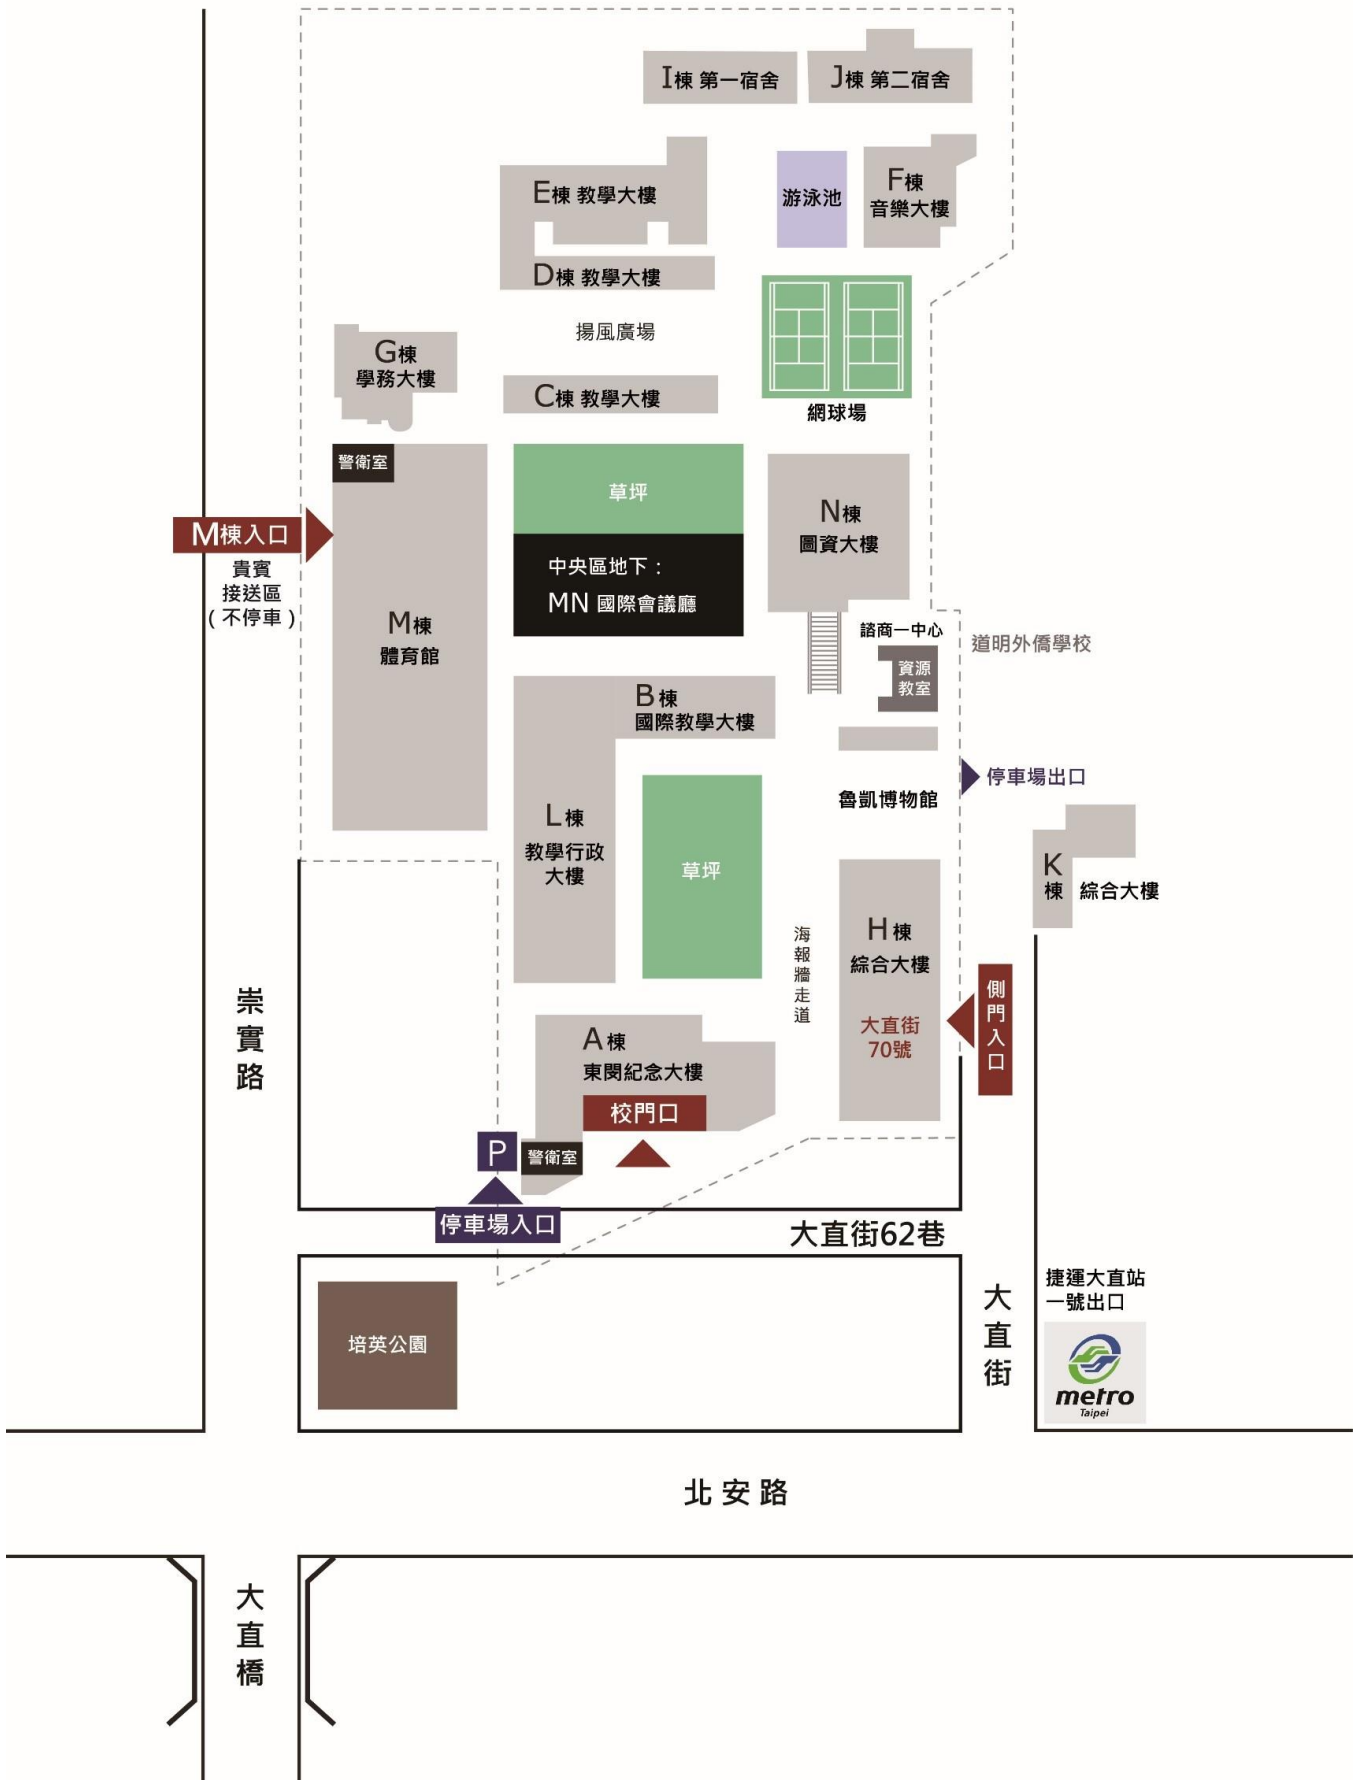 I棟 第一宿舍
J棟 第二宿舍
E棟 教學大樓
游泳池
F棟
音樂大樓
D棟 教學大樓
揚風廣場
G棟
學務大樓
C棟 教學大樓
網球場
警衛室
草坪
M棟入口
貴賓
接送區
(不停車)
N棟
圖資大樓
中央區地下：
MN 國際會議廳
M棟
體育館
諮商一中心
資源
教室
道明外僑學校
B棟
國際教學大樓
停車場出口
魯凱博物館
L棟
教學行政
大樓
草坪
K
棟 綜合大樓
H棟
綜合大樓
大直街
70號
海報牆走道
側門入口
崇實路
A棟
東閔紀念大樓
校門口
P
警衛室
停車場入口
大直街62巷
培英公園
大直街
捷運大直站
一號出口
metro
Taipei
北安路
大直橋